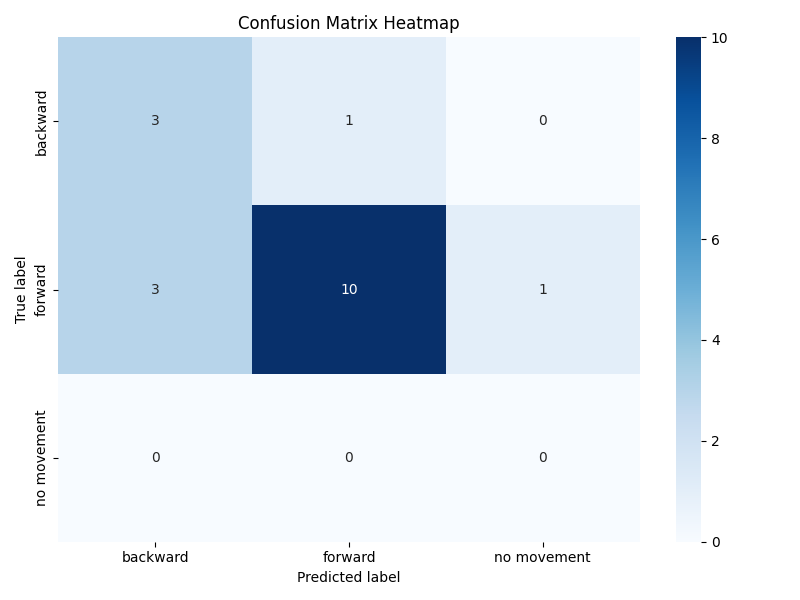 Confusion Matrix Heatmap
True label
backward
3
1
0
forward
3
10
1
no movement
0
0
0
backward
forward
no movement
Predicted label
10
8
6
4
2
0